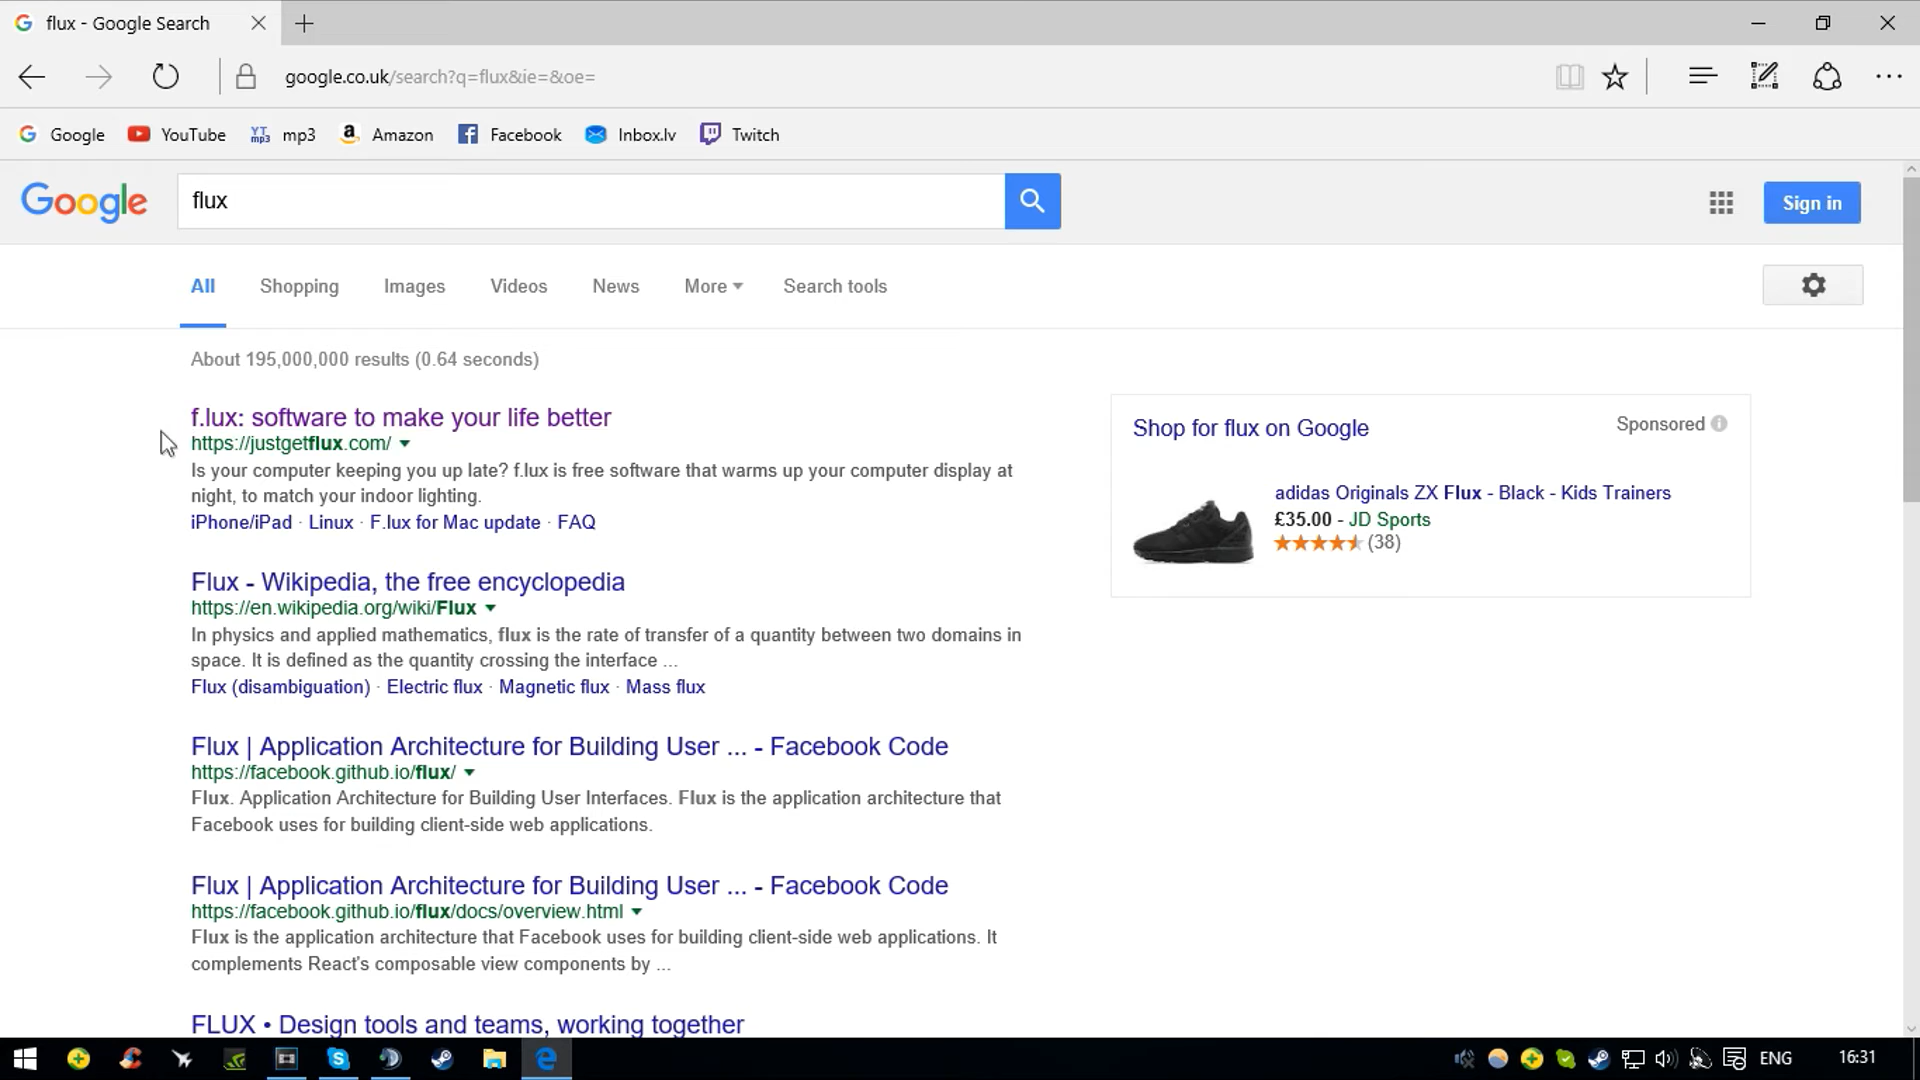 flux - Google Search
google.co.uk/search?q=flux&ie=&oe=
Google YouTube YT mp3 mp3 Amazon Facebook Inbox.lv Twitch
Google flux Sign in
All Shopping Images Videos News More Search tools
About 195,000,000 results (0.64 seconds)
f.lux: software to make your life better
https://justgetflux.com/
Is your computer keeping you up late? f.lux is free software that warms up your computer display at
night, to match your indoor lighting.
iPhone/iPad · Linux · F.lux for Mac update · FAQ
Shop for flux on Google Sponsored
adidas Originals ZX Flux - Black - Kids Trainers
£35.00 - JD Sports
(38)
Flux - Wikipedia, the free encyclopedia
https://en.wikipedia.org/wiki/Flux
In physics and applied mathematics, flux is the rate of transfer of a quantity between two domains in
space. It is defined as the quantity crossing the interface ...
Flux (disambiguation) · Electric flux · Magnetic flux · Mass flux
Flux | Application Architecture for Building User ... - Facebook Code
https://facebook.github.io/flux/
Flux. Application Architecture for Building User Interfaces. Flux is the application architecture that
Facebook uses for building client-side web applications.
Flux | Application Architecture for Building User ... - Facebook Code
https://facebook.github.io/flux/docs/overview.html
Flux is the application architecture that Facebook uses for building client-side web applications. It
complements React's composable view components by ...
FLUX • Design tools and teams, working together
ENG 16:31